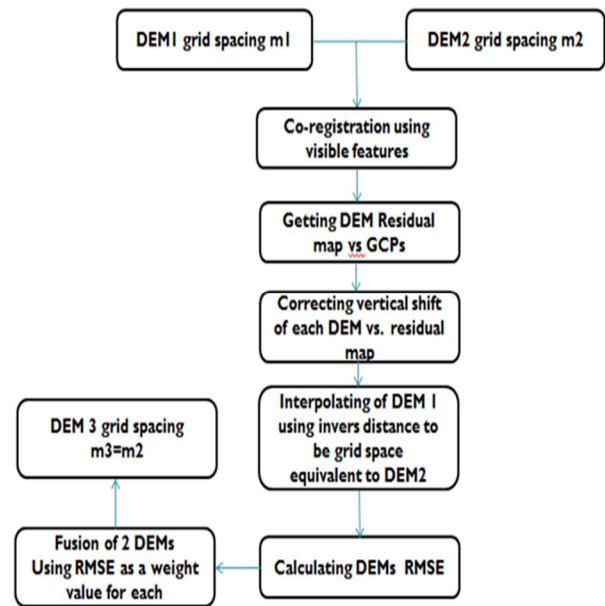 DEM1 grid spacing m1
DEM2 grid spacing m2
Co-registration using
visible features
Getting DEM Residual
map vs GCPs
Correcting vertical shift
of each DEM vs. residual
map
Interpolating of DEM 1
using invers distance to
be grid space
equivalent to DEM2
Calculating DEMs RMSE
Fusion of 2 DEMs
Using RMSE as a weight
value for each
DEM 3 grid spacing
m3=m2